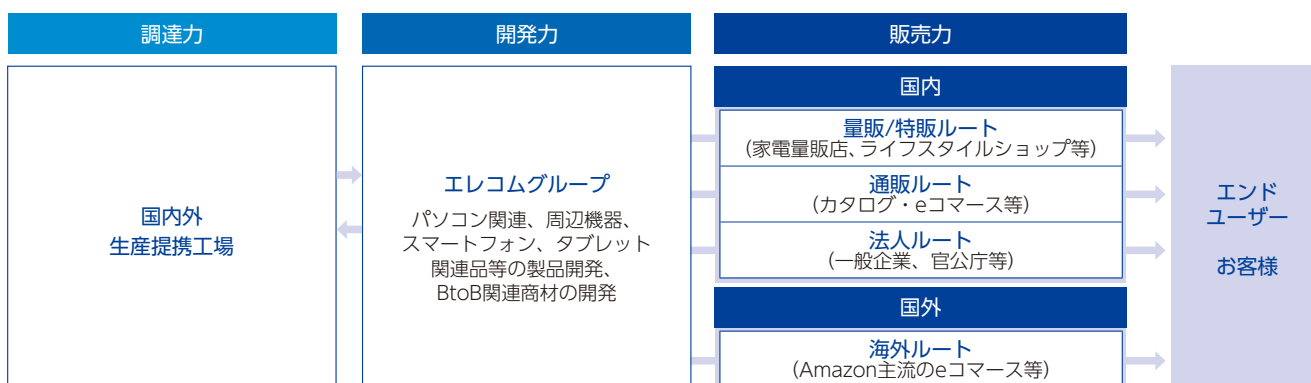 調達力
開発力
販売力
国内外
生産提携工場
エレコムグループ
パソコン関連、周辺機器、
スマートフォン、タブレット
関連品等の製品開発、
BtoB関連商材の開発
国内
量販/特販ルート
(家電量販店、ライフスタイルショップ等)
通販ルート
(カタログ・eコマース等)
法人ルート
(一般企業、官公庁等)
国外
海外ルート
(Amazon主流のeコマース等)
エンド
ユーザー
お客様